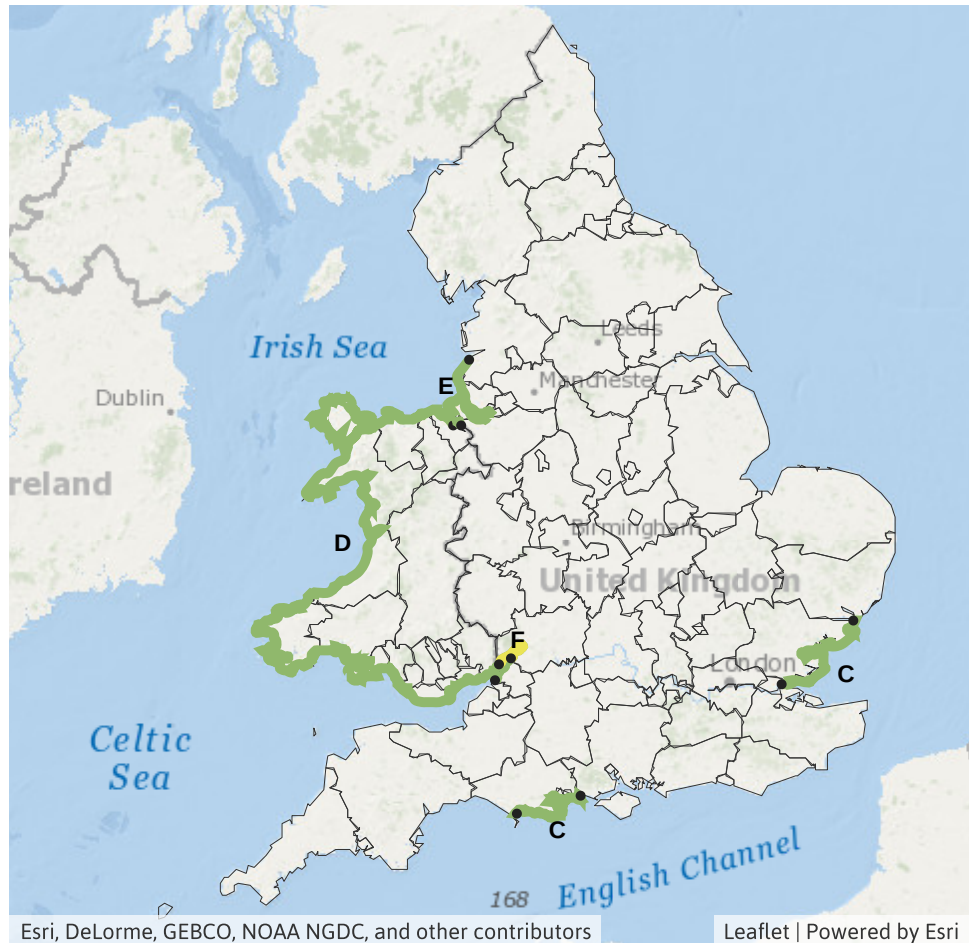 Leeds
Irish Sea
E
Manchester
Dublin
reland
Birmingham
D
United Kingdom
F
London
C
Celtic
Sea
C
English Channel
168
Esri, DeLorme, GEBCO, NOAA NGDC, and other contributors
Leaflet | Powered by Esri